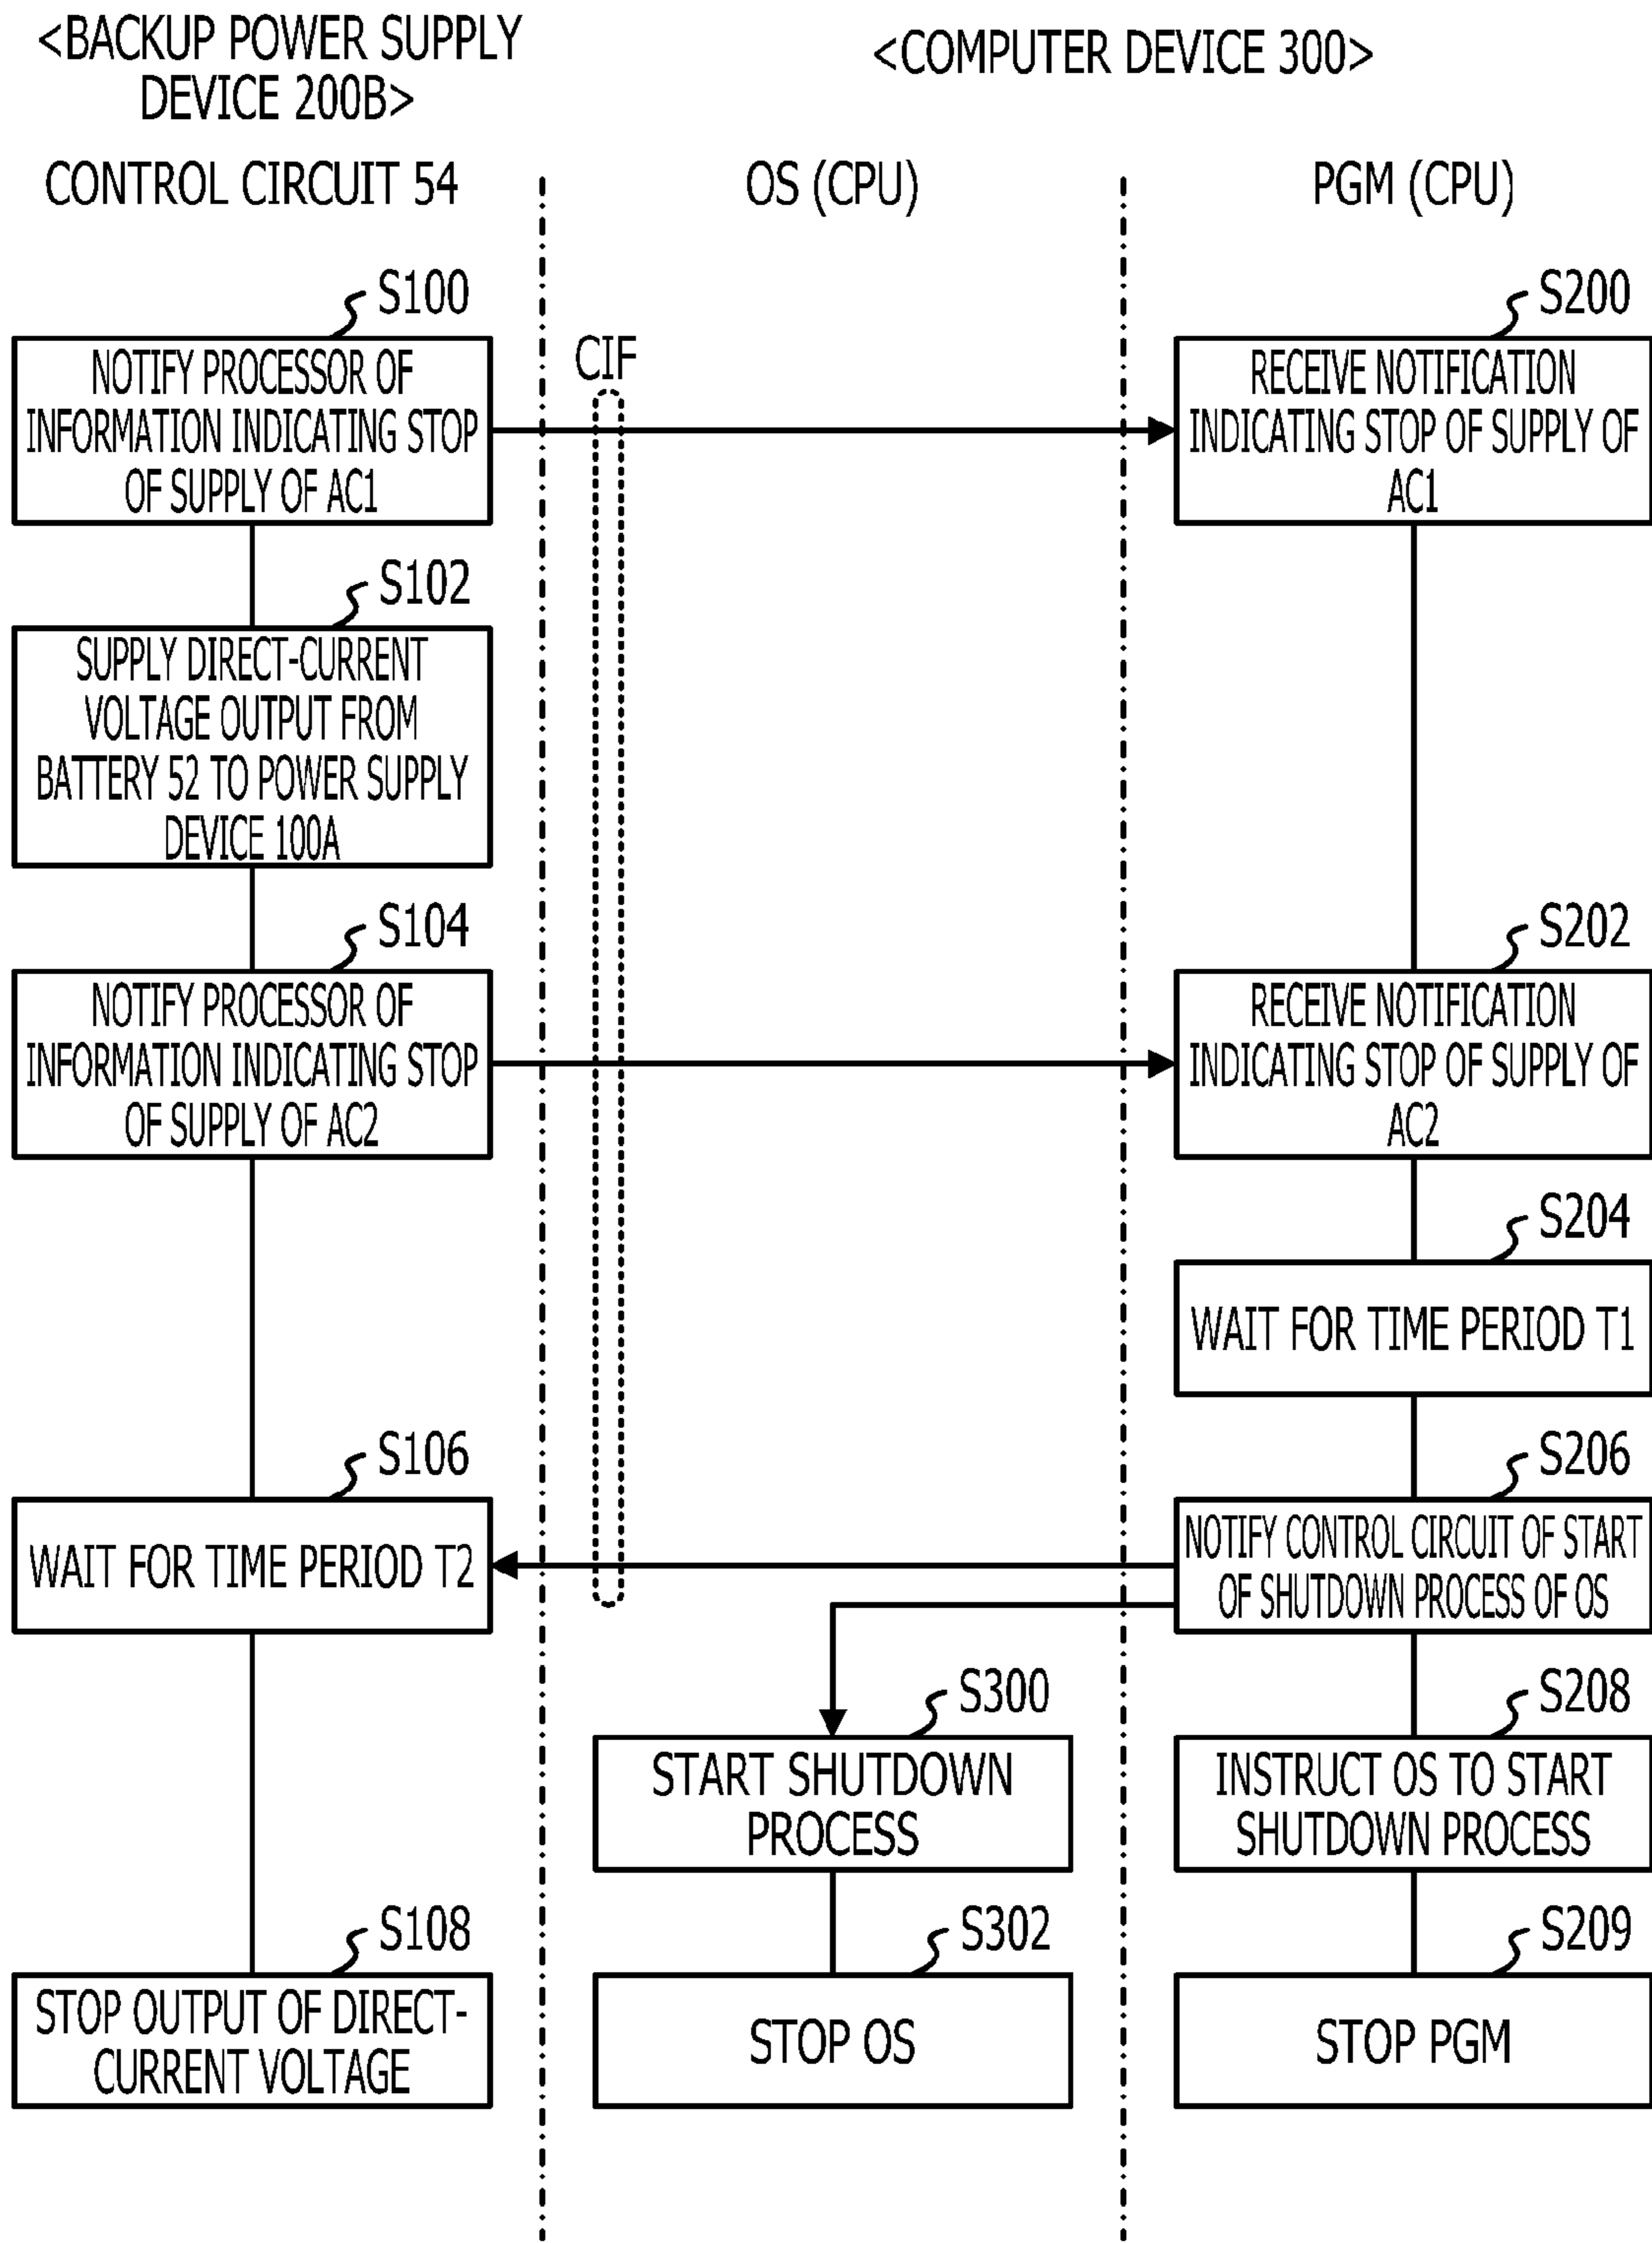 <BACKUP POWER SUPPLY
DEVICE 200B>
<COMPUTER DEVICE 300>
CONTROL CIRCUIT 54
OS (CPU)
PGM (CPU)
S100
NOTIFY PROCESSOR OF
INFORMATION INDICATING STOP
OF SUPPLY OF AC1
CIF
S200
RECEIVE NOTIFICATION
INDICATING STOP OF SUPPLY OF
AC1
S102
SUPPLY DIRECT-CURRENT
VOLTAGE OUTPUT FROM
BATTERY 52 TO POWER SUPPLY
DEVICE 100A
S104
NOTIFY PROCESSOR OF
INFORMATION INDICATING STOP
OF SUPPLY OF AC2
S202
RECEIVE NOTIFICATION
INDICATING STOP OF SUPPLY OF
AC2
S204
WAIT FOR TIME PERIOD T1
S106
WAIT FOR TIME PERIOD T2
S206
NOTIFY CONTROL CIRCUIT OF START
OF SHUTDOWN PROCESS OF OS
S300
START SHUTDOWN
PROCESS
S208
INSTRUCT OS TO START
SHUTDOWN PROCESS
S108
STOP OUTPUT OF DIRECT-
CURRENT VOLTAGE
S302
STOP OS
S209
STOP PGM